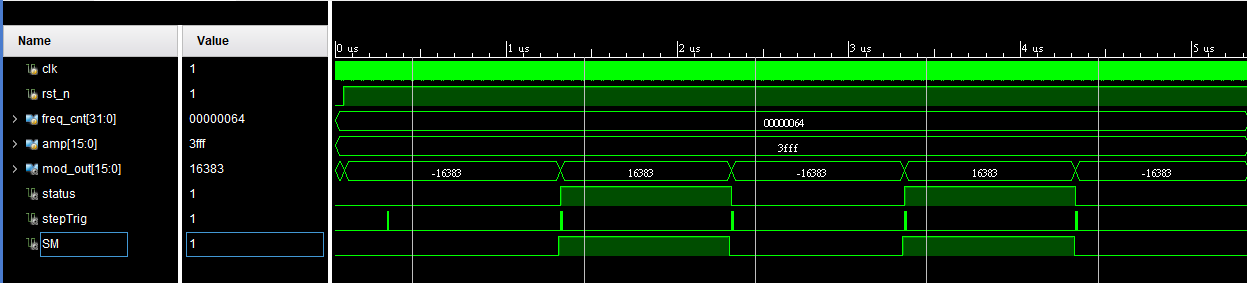 Name Value
0 us 1 us 2 us 3 us 4 us 5 us
clk 1
rst_n 1
freq_cnt[31:0] 00000064 00000064
amp[15:0] 3fff 3fff
mod_out[15:0] 16383 -16383 16383 -16383 16383 -16383
status 1
stepTrig 1
SM 1